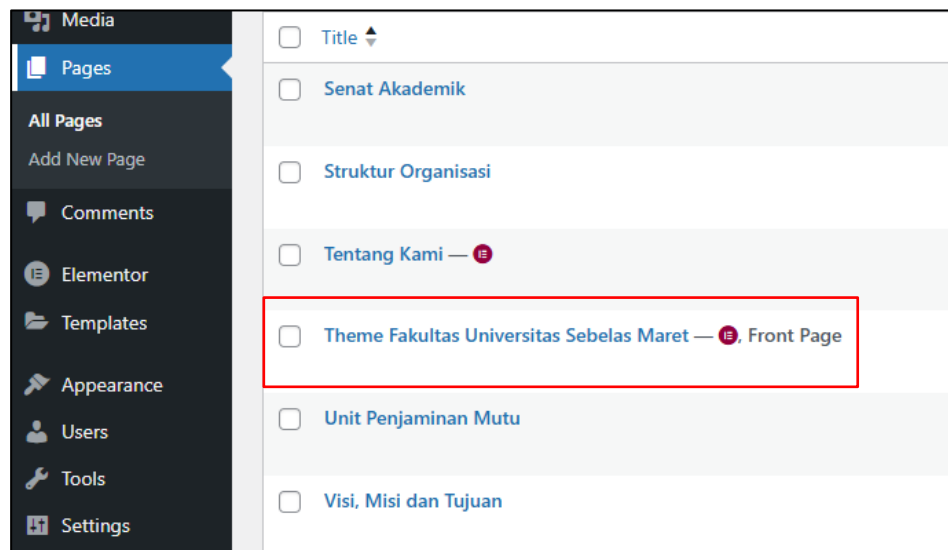 Media
Pages
All Pages
Add New Page
Comments
Elementor
Templates
Appearance
Users
Tools
Settings
Title
Senat Akademik
Struktur Organisasi
Tentang Kami —
Theme Fakultas Universitas Sebelas Maret — , Front Page
Unit Penjaminan Mutu
Visi, Misi dan Tujuan